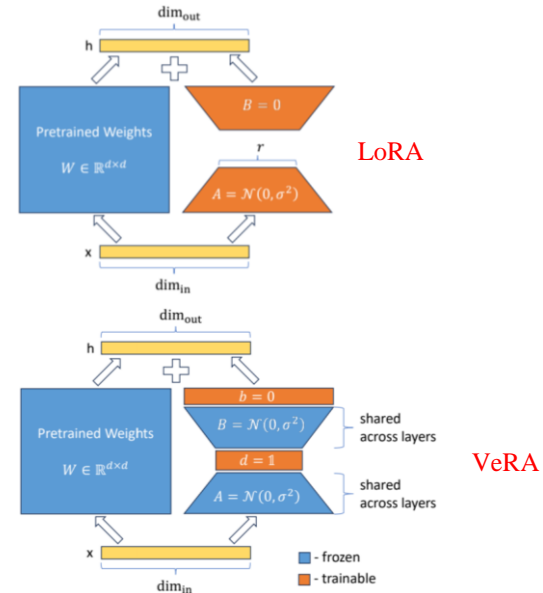 dim_out
h
B = 0
Pretrained Weights
W ∈ ℝ^{d×d}
r
LoRA
A = 𝒩(0, σ²)
x
dim_in
dim_out
h
b = 0
Pretrained Weights
B = 𝒩(0, σ²)
shared
across layers
W ∈ ℝ^{d×d}
d = 𝟙
VeRA
A = 𝒩(0, σ²)
shared
across layers
x
- frozen
- trainable
dim_in